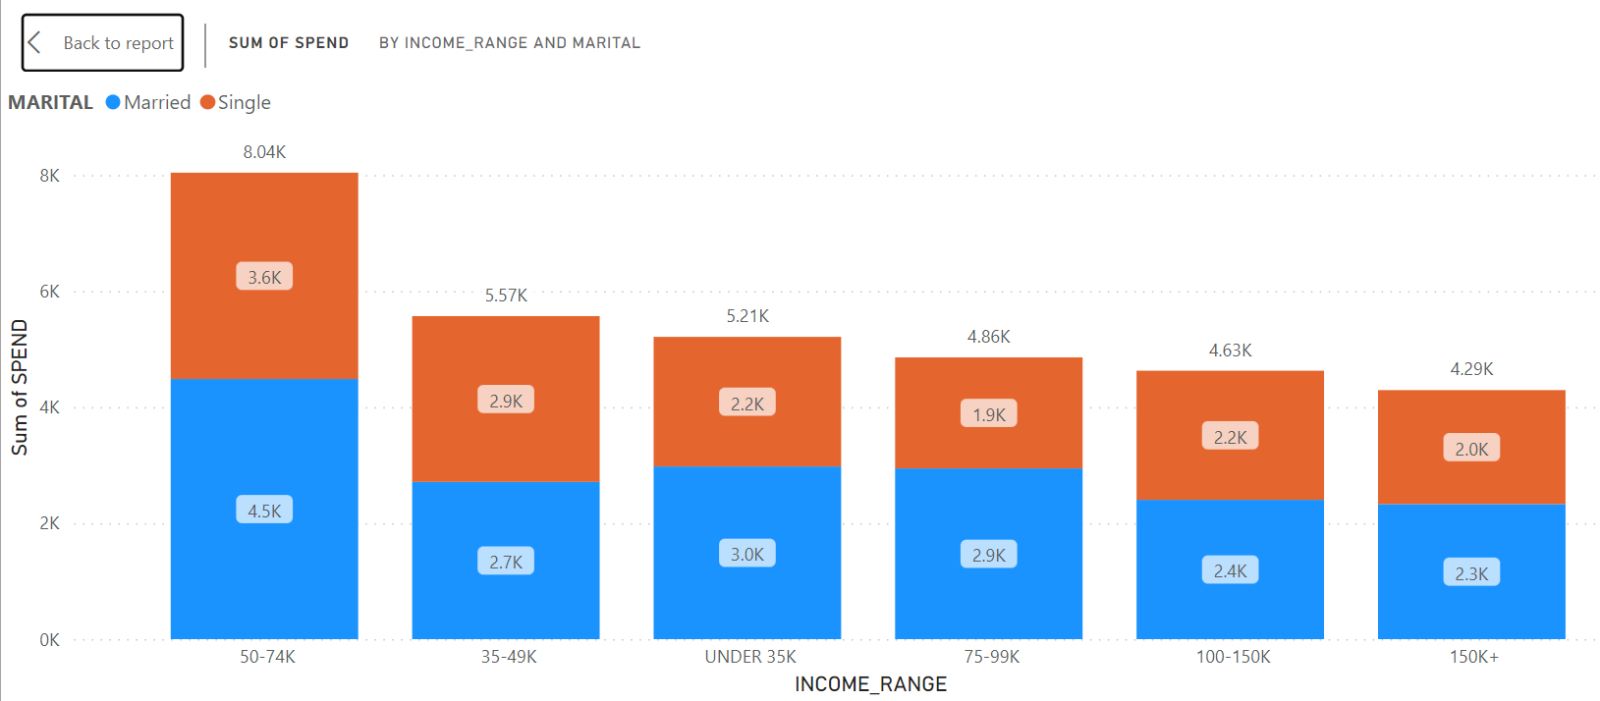 Back to report
SUM OF SPEND BY INCOME_RANGE AND MARITAL
MARITAL Married Single
Sum of SPEND
8K
6K
4K
2K
0K
8.04K
3.6K
4.5K
5.57K
2.9K
2.7K
5.21K
2.2K
3.0K
4.86K
1.9K
2.9K
4.63K
2.2K
2.4K
4.29K
2.0K
2.3K
50-74K 35-49K UNDER 35K 75-99K 100-150K 150K+
INCOME_RANGE